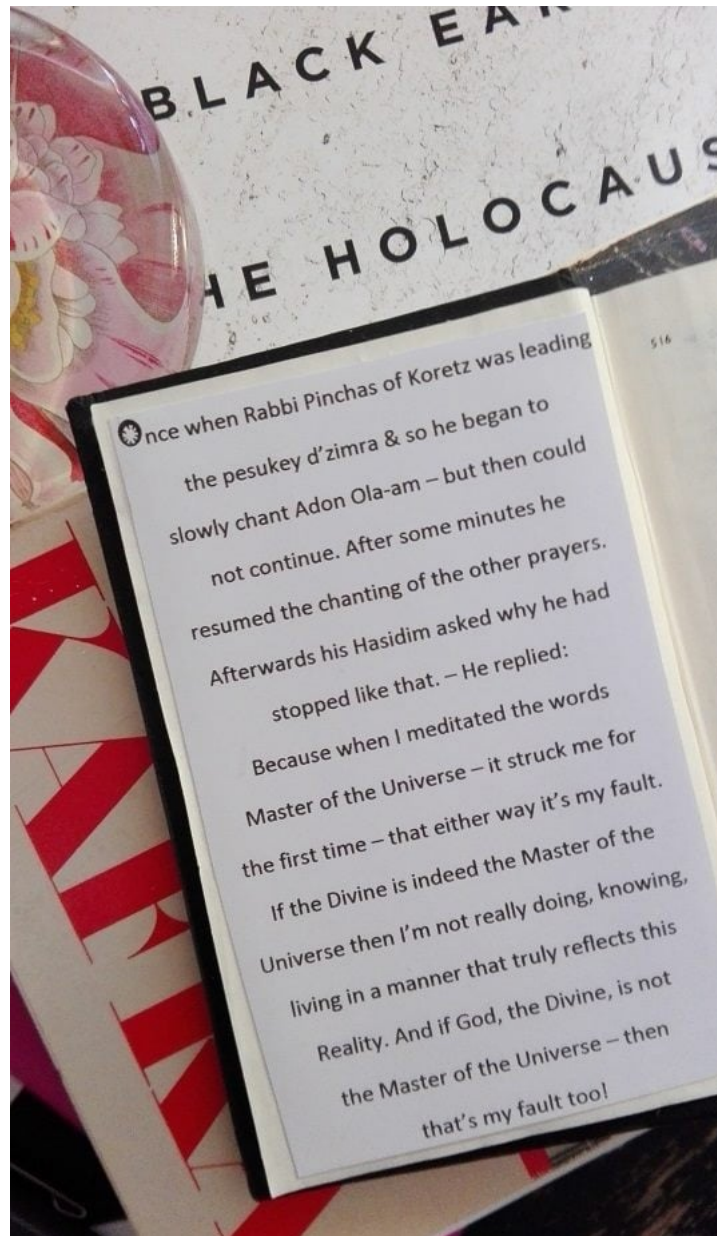 BLACK EAR
HE HOLOCAUS
516
Once when Rabbi Pinchas of Koretz was leading
the pesukey d’zimra & so he began to
slowly chant Adon Ola-am – but then could
not continue. After some minutes he
resumed the chanting of the other prayers.
Afterwards his Hasidim asked why he had
stopped like that. – He replied:
Because when I meditated the words
Master of the Universe – it struck me for
the first time – that either way it’s my fault.
If the Divine is indeed the Master of the
Universe then I’m not really doing, knowing,
living in a manner that truly reflects this
Reality. And if God, the Divine, is not
the Master of the Universe – then
that’s my fault too!
KAFK